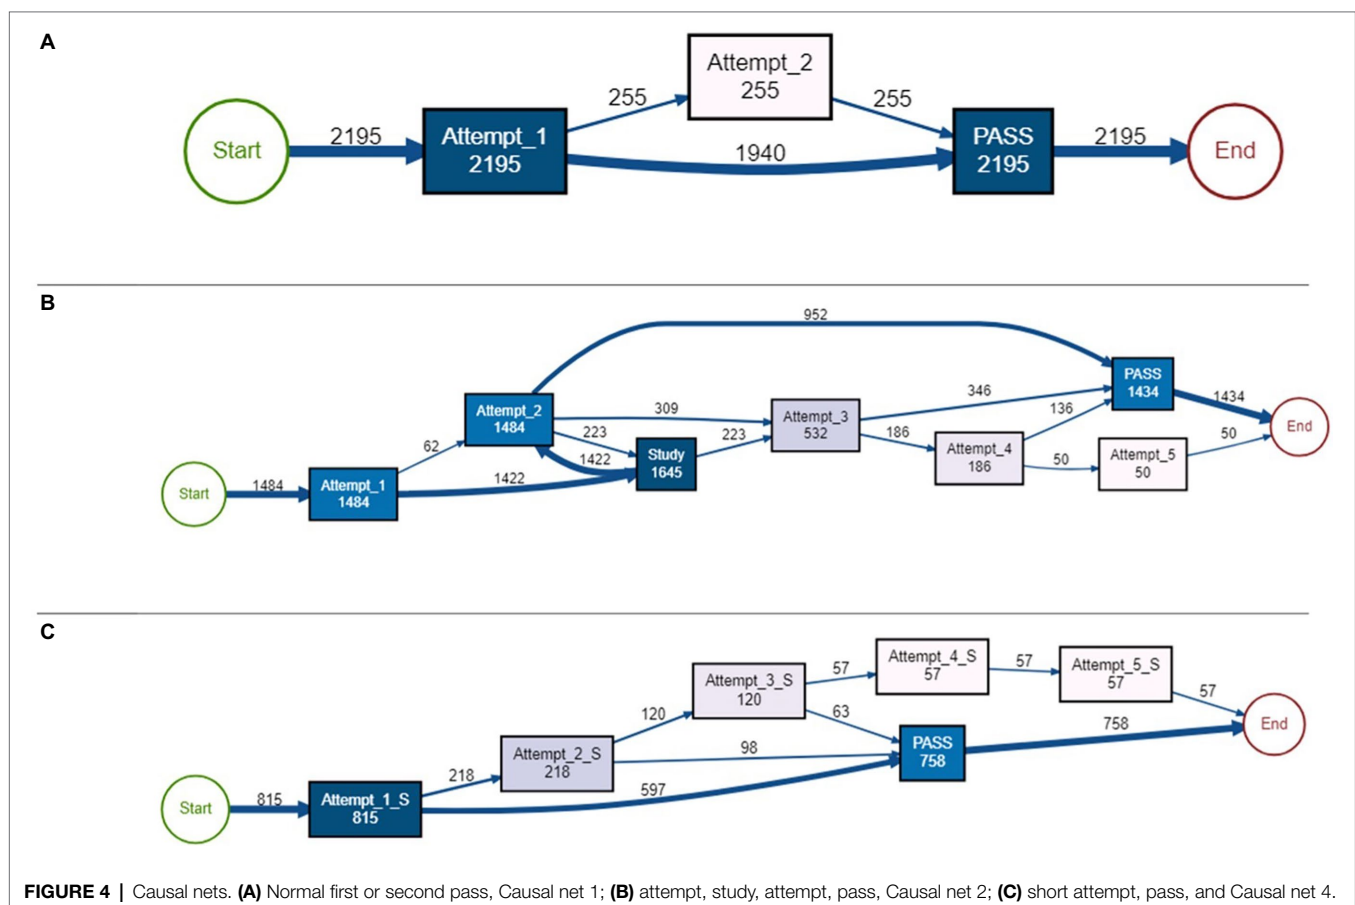 A
Start
2195
Attempt_1
2195
255
Attempt_2
255
255
1940
PASS
2195
2195
End
B
Start
1484
Attempt_1
1484
62
1422
Attempt_2
1484
952
309
223
1422
Study
1645
223
Attempt_3
532
346
186
Attempt_4
186
136
50
Attempt_5
50
50
PASS
1434
1434
End
C
Start
815
Attempt_1_S
815
218
597
Attempt_2_S
218
120
98
Attempt_3_S
120
57
63
Attempt_4_S
57
57
Attempt_5_S
57
57
PASS
758
758
End
FIGURE 4 | Causal nets. (A) Normal first or second pass, Causal net 1; (B) attempt, study, attempt, pass, Causal net 2; (C) short attempt, pass, and Causal net 4.